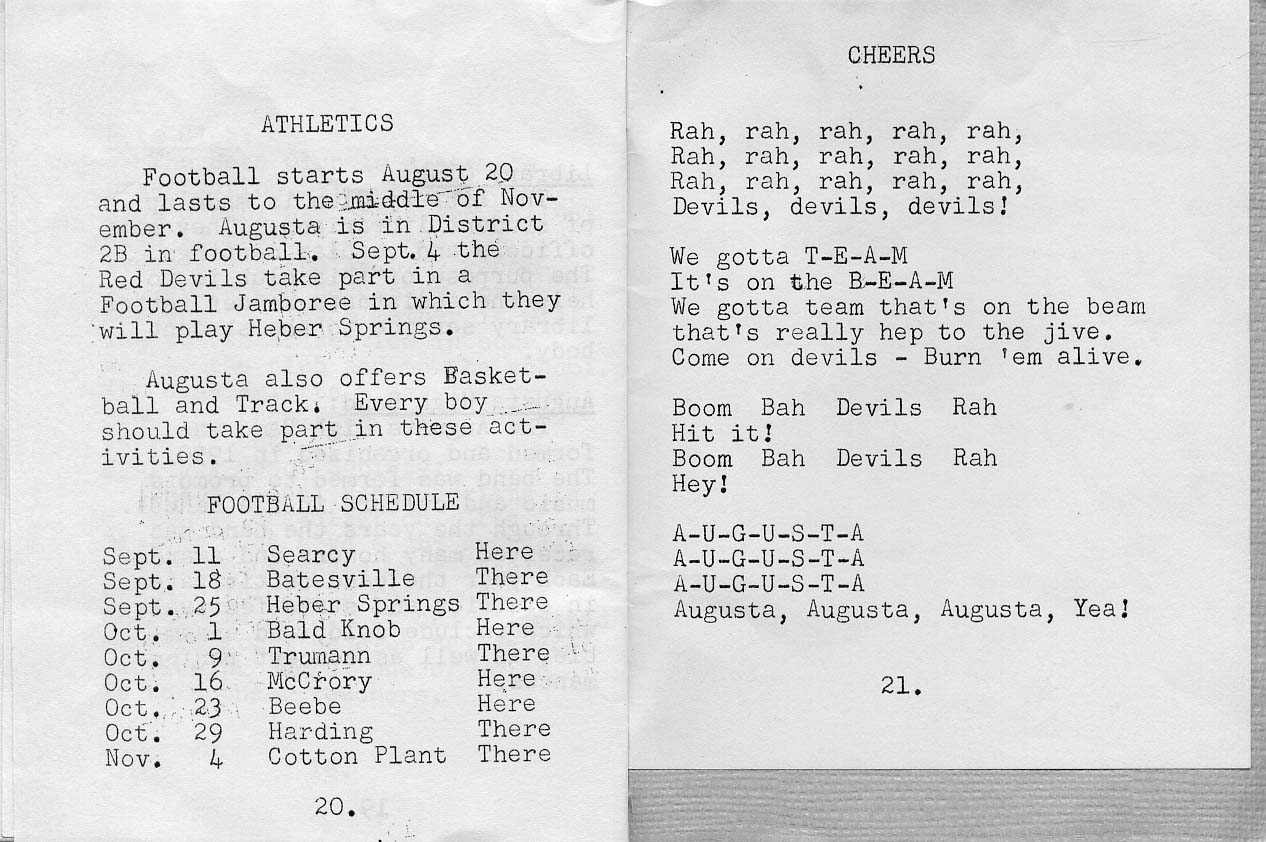 ATHLETICS
Football starts August 20
and lasts to the middle of Nov-
ember. Augusta is in District
2B in football. Sept. 4 the
Red Devils take part in a
Football Jamboree in which they
will play Heber Springs.
Augusta also offers Basket-
ball and Track. Every boy
should take part in these act-
ivities.
FOOTBALL SCHEDULE
Sept. 11 Searcy Here
Sept. 18 Batesville There
Sept. 25 Heber Springs There
Oct. 1 Bald Knob Here
Oct. 9 Trumann There
Oct. 16 McCrory Here
Oct. 23 Beebe Here
Oct. 29 Harding There
Nov. 4 Cotton Plant There
20.
CHEERS
Rah, rah, rah, rah, rah,
Rah, rah, rah, rah, rah,
Rah, rah, rah, rah, rah,
Devils, devils, devils!
We gotta T-E-A-M
It's on the B-E-A-M
We gotta team that's on the beam
that's really hep to the jive.
Come on devils - Burn 'em alive.
Boom Bah Devils Rah
Hit it!
Boom Bah Devils Rah
Hey!
A-U-G-U-S-T-A
A-U-G-U-S-T-A
A-U-G-U-S-T-A
Augusta, Augusta, Augusta, Yea!
21.